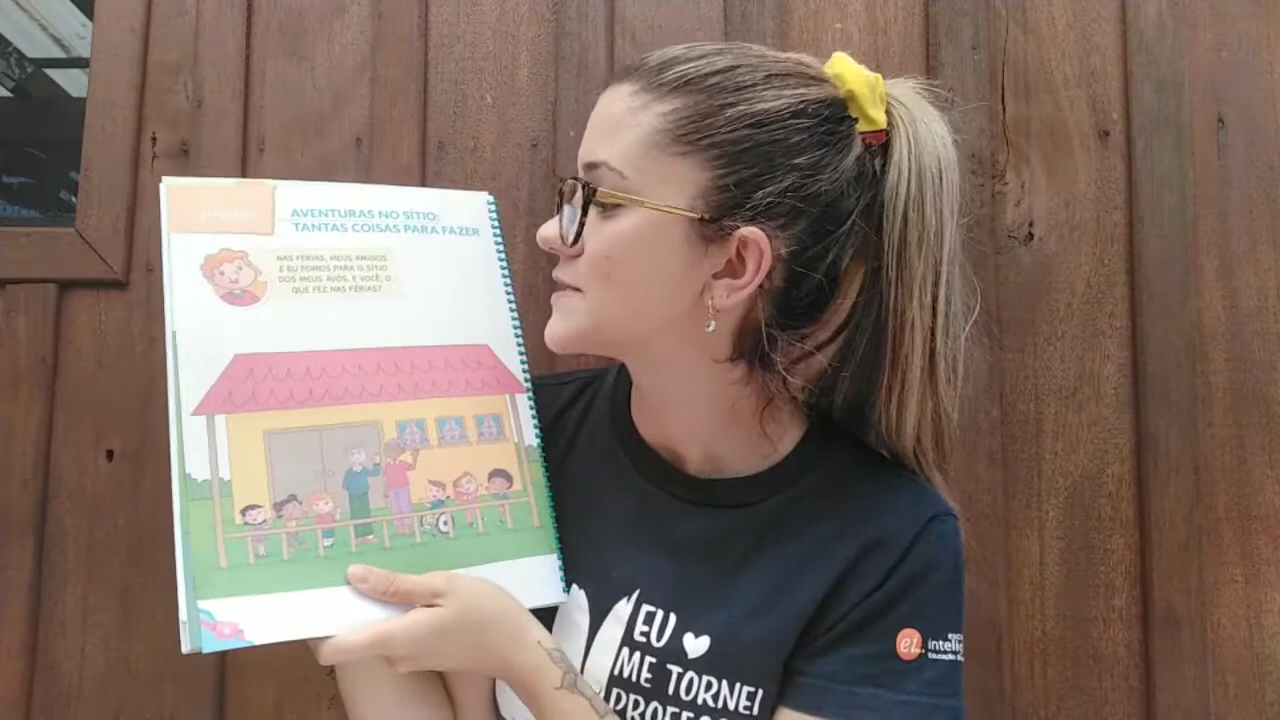 AVENTURAS NO SÍTIO:
TANTAS COISAS PARA FAZER
NAS FÉRIAS, MEUS AMIGOS
E EU FOMOS PARA O SÍTIO
DOS MEUS AVÓS. E VOCÊ, O
QUE FEZ NAS FÉRIAS?
EU
ME TORNEI
ei